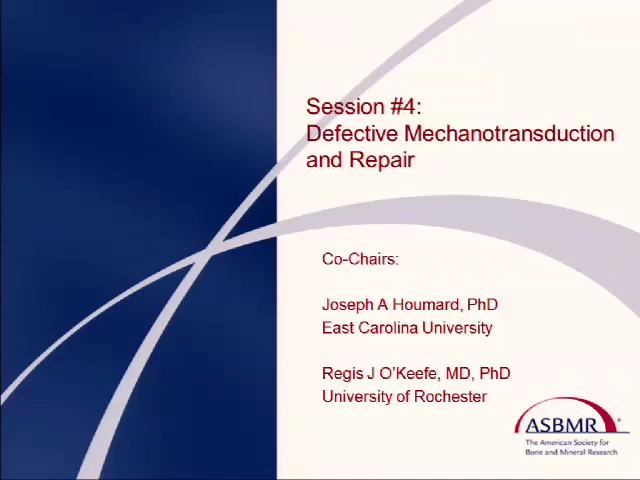 Session #4:
Defective Mechanotransduction
and Repair
Co-Chairs:
Joseph A Houmard, PhD
East Carolina University
Regis J O'Keefe, MD, PhD
University of Rochester
ASBMR
The American Society for
Bone and Mineral Research